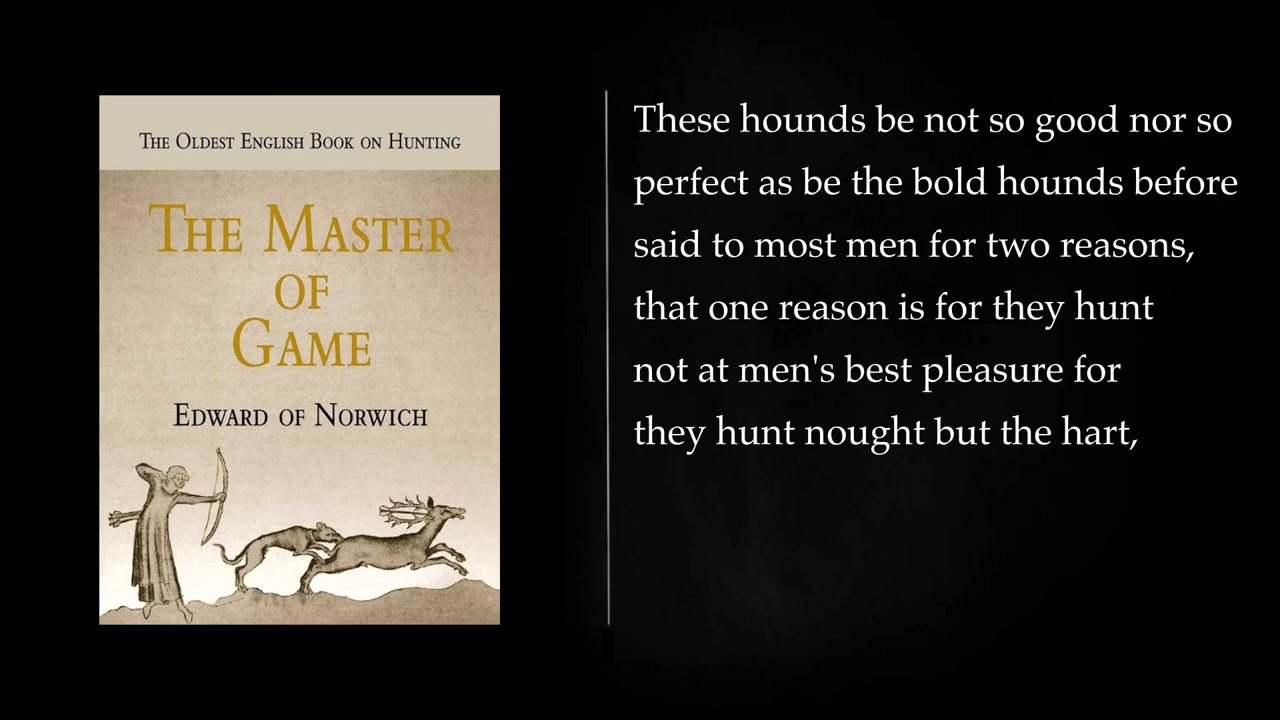 The Oldest English Book on Hunting
The Master
of
Game
Edward of Norwich
These hounds be not so good nor so
perfect as be the bold hounds before
said to most men for two reasons,
that one reason is for they hunt
not at men's best pleasure for
they hunt nought but the hart,